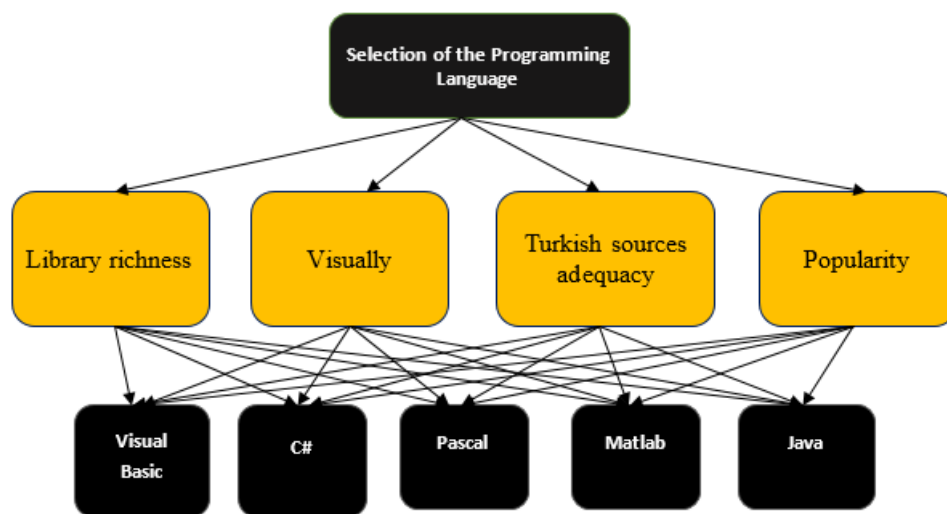 Selection of the Programming
Language
Library richness
Visually
Turkish sources
adequacy
Popularity
Visual
Basic
C#
Pascal
Matlab
Java